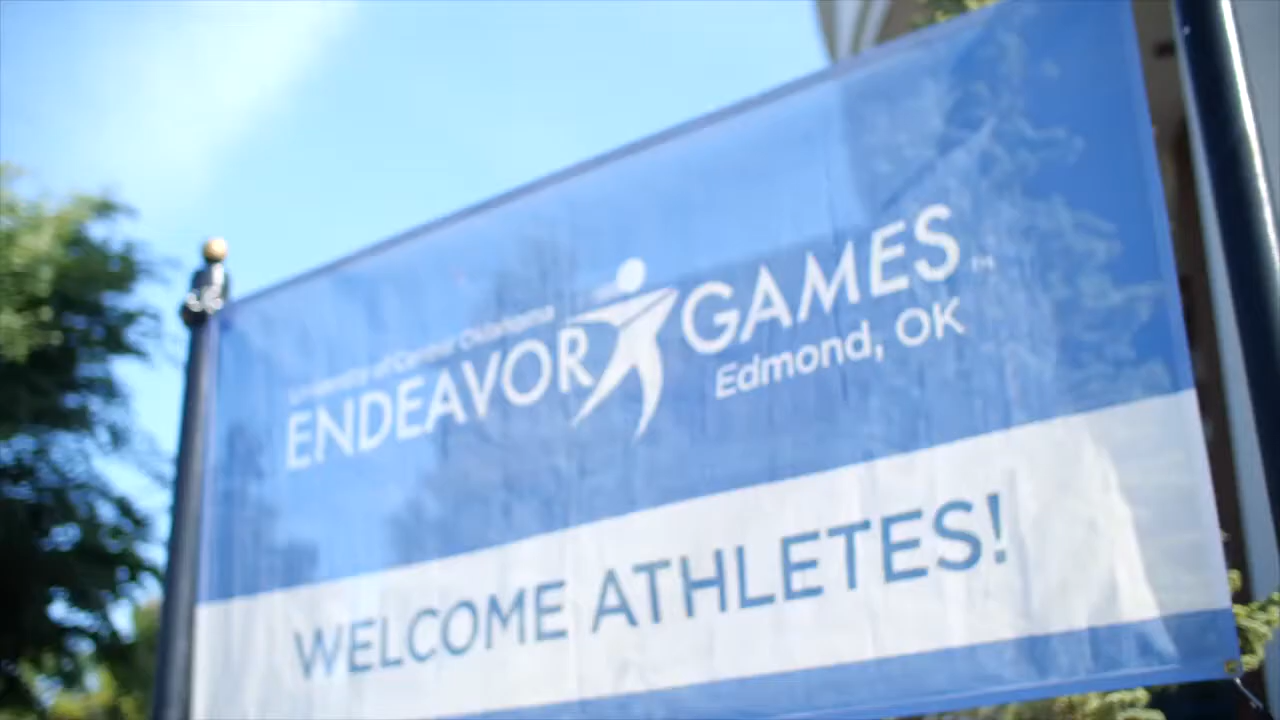 University of Central Oklahoma
ENDEAVOR GAMES
Edmond, OK
WELCOME ATHLETES!